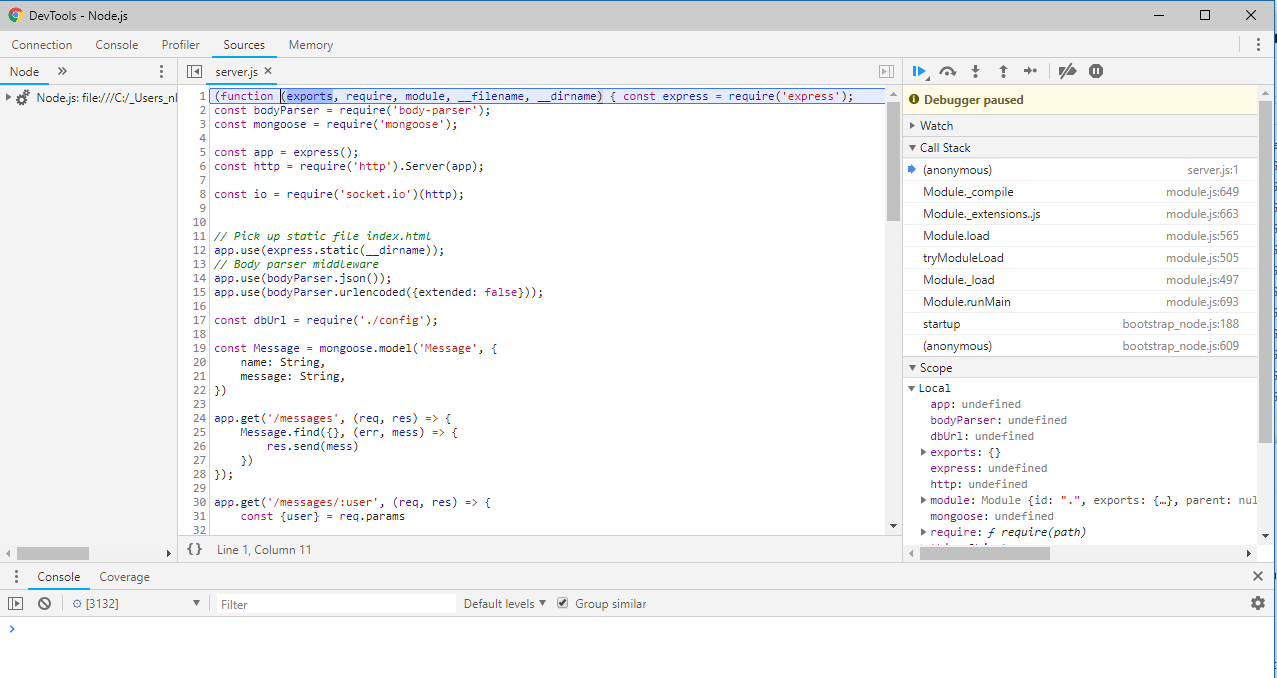 DevTools - Node.js
Connection Console Profiler Sources Memory
Node » server.js ×
Node.js: file:///C:/_Users_nl
1 (function (exports, require, module, __filename, __dirname) { const express = require('express');
2 const bodyParser = require('body-parser');
3 const mongoose = require('mongoose');
4
5 const app = express();
6 const http = require('http').Server(app);
7
8 const io = require('socket.io')(http);
9
10
11 // Pick up static file index.html
12 app.use(express.static(__dirname));
13 // Body parser middleware
14 app.use(bodyParser.json());
15 app.use(bodyParser.urlencoded({extended: false}));
16
17 const dbUrl = require('./config');
18
19 const Message = mongoose.model('Message', {
20 name: String,
21 message: String,
22 })
23
24 app.get('/messages', (req, res) => {
25 Message.find({}, (err, mess) => {
26 res.send(mess)
27 })
28 });
29
30 app.get('/messages/:user', (req, res) => {
31 const {user} = req.params
32
{} Line 1, Column 11
Debugger paused
Watch
Call Stack
(anonymous) server.js:1
Module._compile module.js:649
Module._extensions..js module.js:663
Module.load module.js:565
tryModuleLoad module.js:505
Module._load module.js:497
Module.runMain module.js:693
startup bootstrap_node.js:188
(anonymous) bootstrap_node.js:609
Scope
Local
app: undefined
bodyParser: undefined
dbUrl: undefined
exports: {}
express: undefined
http: undefined
module: Module {id: ".", exports: {…}, parent: nul
mongoose: undefined
require: ƒ require(path)
Console Coverage
[3132] Filter Default levels Group similar